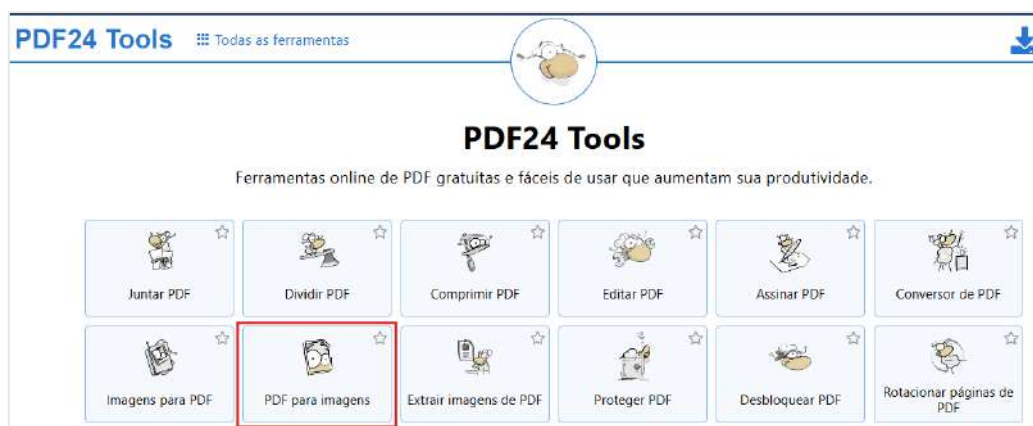 PDF24 Tools
Todas as ferramentas
PDF24 Tools
Ferramentas online de PDF gratuitas e fáceis de usar que aumentam sua produtividade.
Juntar PDF
Dividir PDF
Comprimir PDF
Editar PDF
Assinar PDF
Conversor de PDF
Imagens para PDF
PDF para imagens
Extrair imagens de PDF
Proteger PDF
Desbloquear PDF
Rotacionar páginas de
PDF